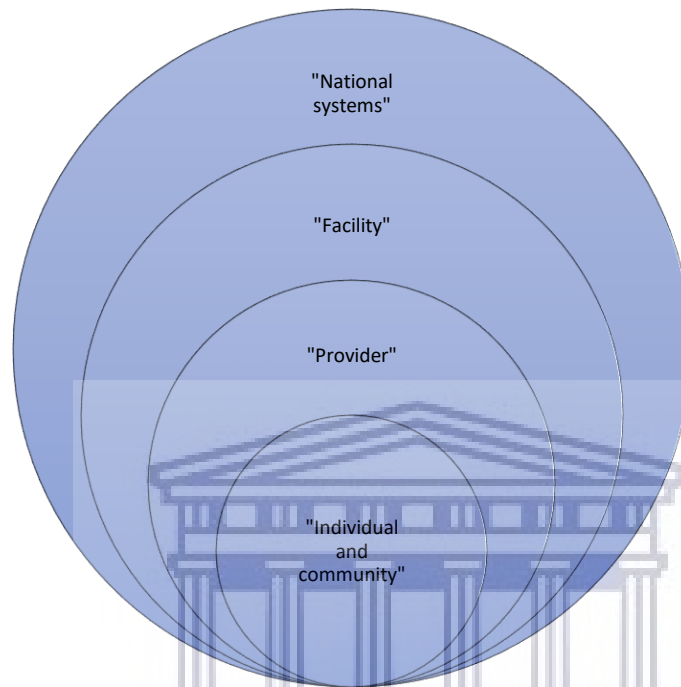 "National
systems"
"Facility"
"Provider"
"Individual
and
community"